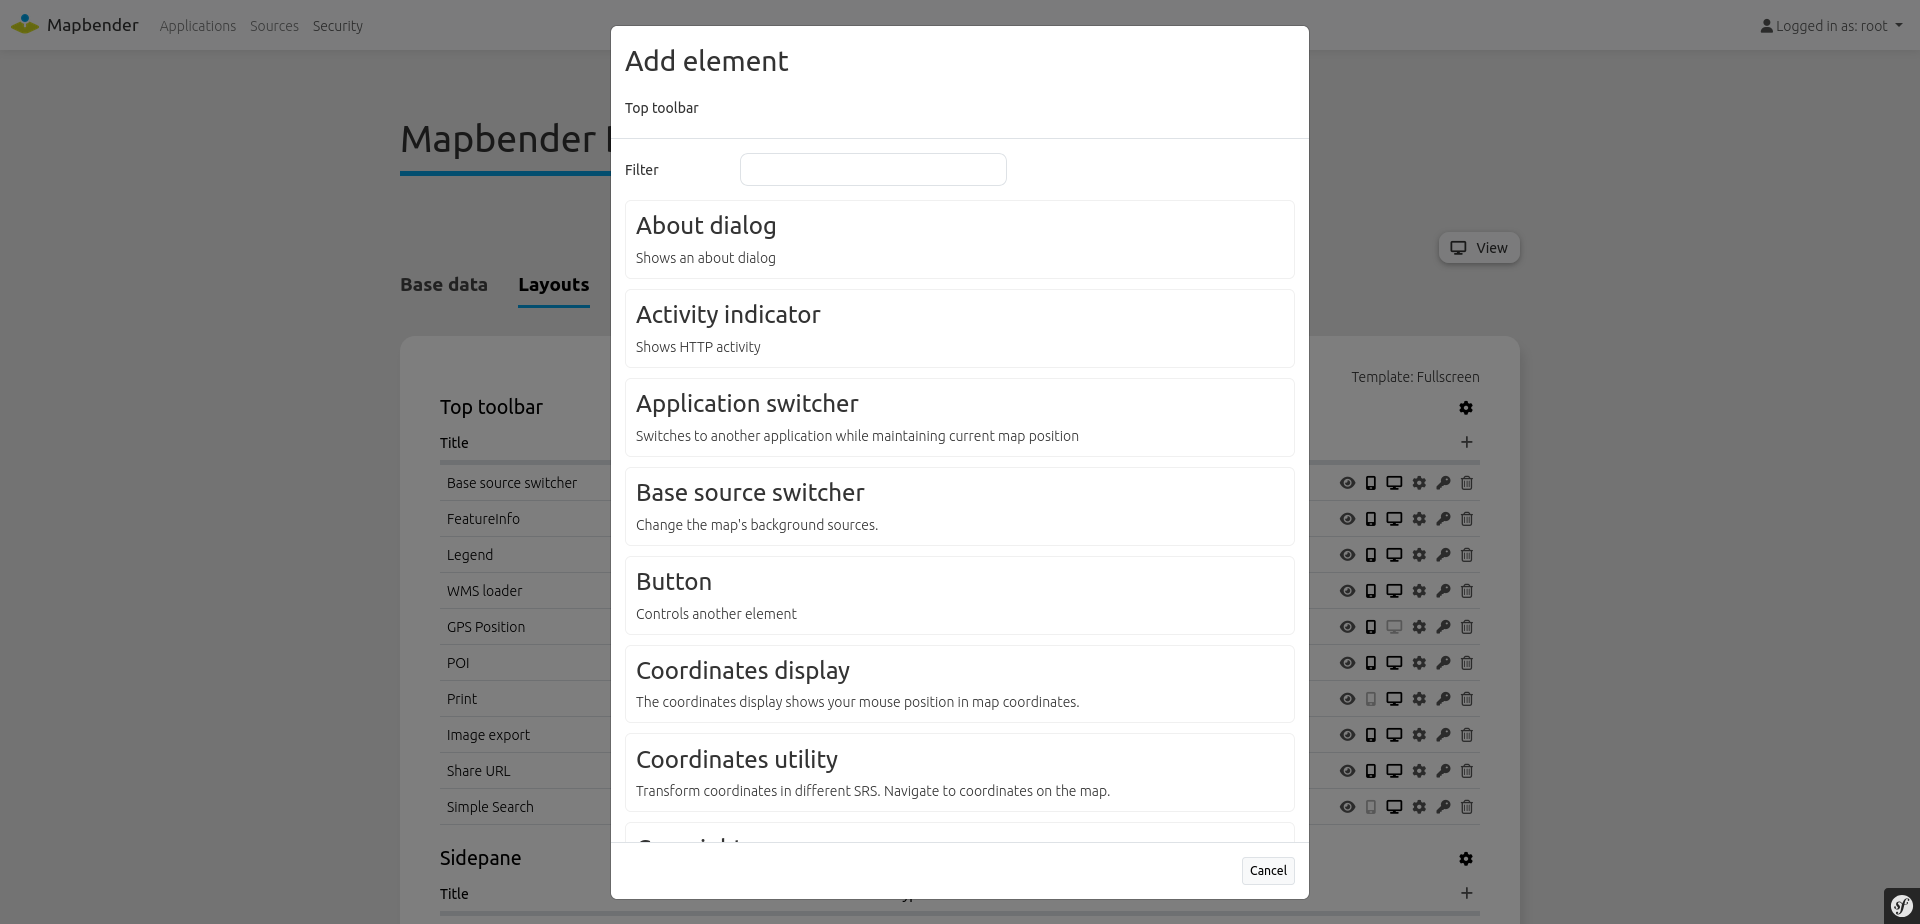 Mapbender Applications Sources Security Logged in as: root
Add element
Top toolbar
Mapbender
Filter
About dialog
Shows an about dialog
View
Base data Layouts
Activity indicator
Shows HTTP activity
Template: Fullscreen
Application switcher
Switches to another application while maintaining current map position
Top toolbar
Title
Base source switcher
Change the map's background sources.
Base source switcher
FeatureInfo
Legend
WMS loader
GPS Position
POI
Print
Image export
Share URL
Simple Search
Button
Controls another element
Coordinates display
The coordinates display shows your mouse position in map coordinates.
Coordinates utility
Transform coordinates in different SRS. Navigate to coordinates on the map.
Sidepane
Title
Cancel
sf